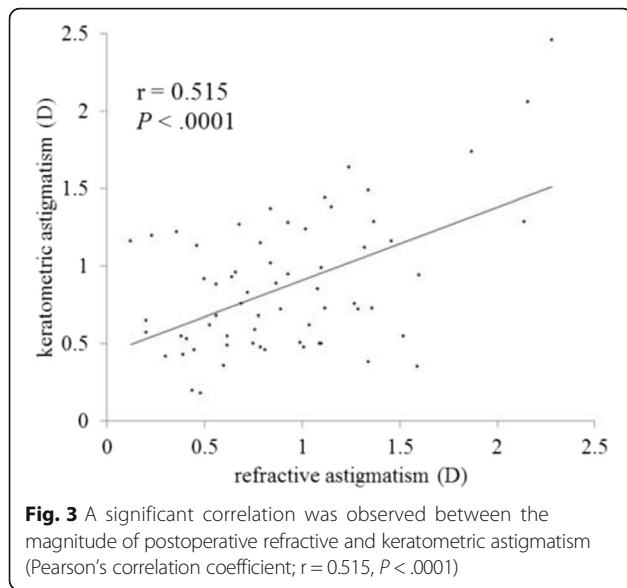 2.5
r = 0.515
P < .0001
2
1.5
1
0.5
0
keratometric astigmatism (D)
0 0.5 1 1.5 2 2.5
refractive astigmatism (D)
Fig. 3 A significant correlation was observed between the
magnitude of postoperative refractive and keratometric astigmatism
(Pearson’s correlation coefficient; r = 0.515, P < .0001)